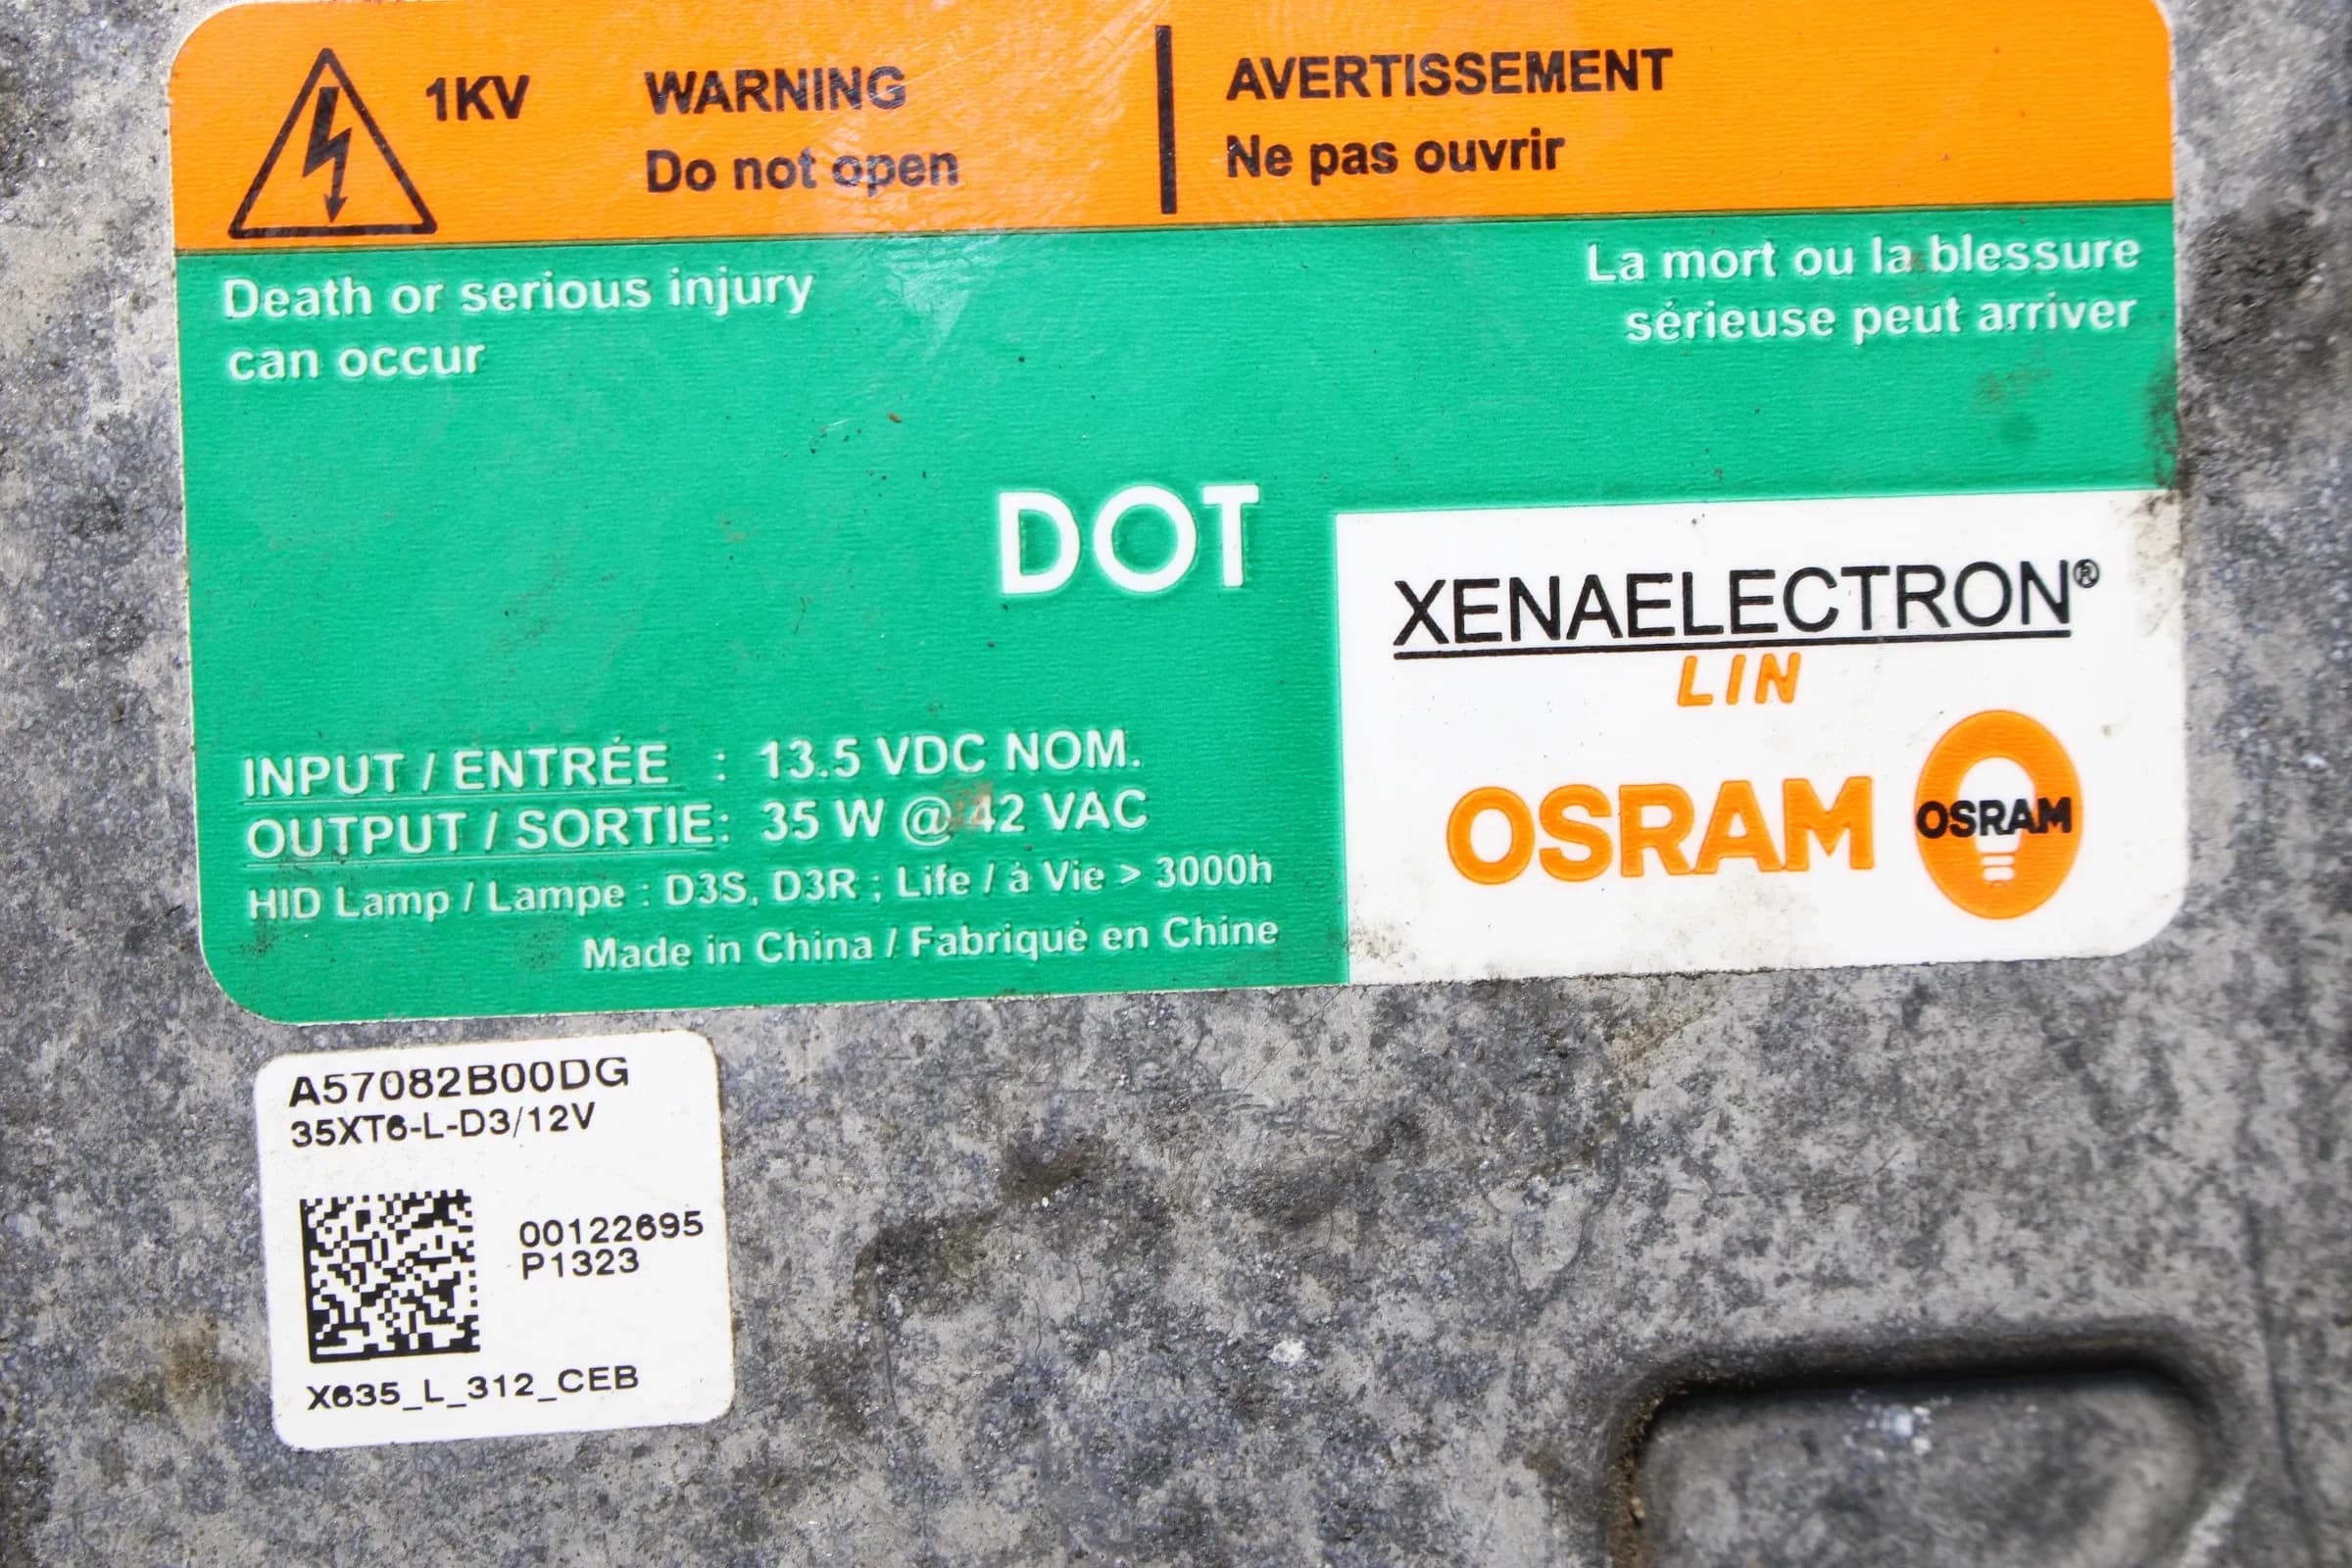 1KV
WARNING
Do not open
AVERTISSEMENT
Ne pas ouvrir
Death or serious injury
can occur
La mort ou la blessure
sérieuse peut arriver
DOT
XENAELECTRON®
LIN
OSRAM
OSRAM
INPUT / ENTRÉE : 13.5 VDC NOM.
OUTPUT / SORTIE: 35 W @ 42 VAC
HID Lamp / Lampe : D3S, D3R ; Life / à Vie > 3000h
Made in China / Fabriqué en Chine
A57082B00DG
35XT6-L-D3/12V
00122695
P1323
X635_L_312_CEB